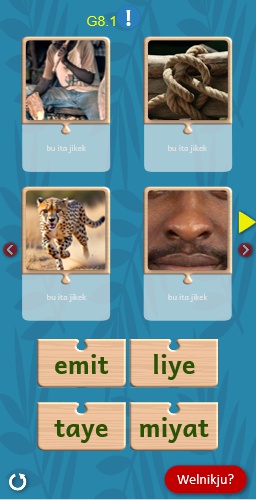 G8.1 !
bu ita jikek
bu ita jikek
bu ita jikek
bu ita jikek
emit
liye
taye
miyat
Welnikju?